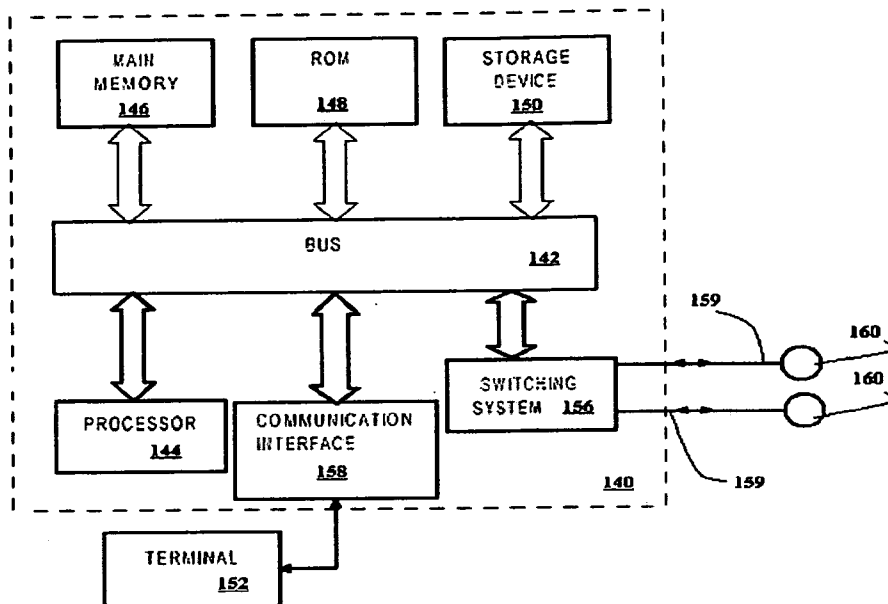 MAIN
MEMORY
146
ROM
148
STORAGE
DEVICE
150
BUS
142
159
160
160
SWITCHING
SYSTEM 156
PROCESSOR
144
COMMUNICATION
INTERFACE
158
140
159
TERMINAL
152